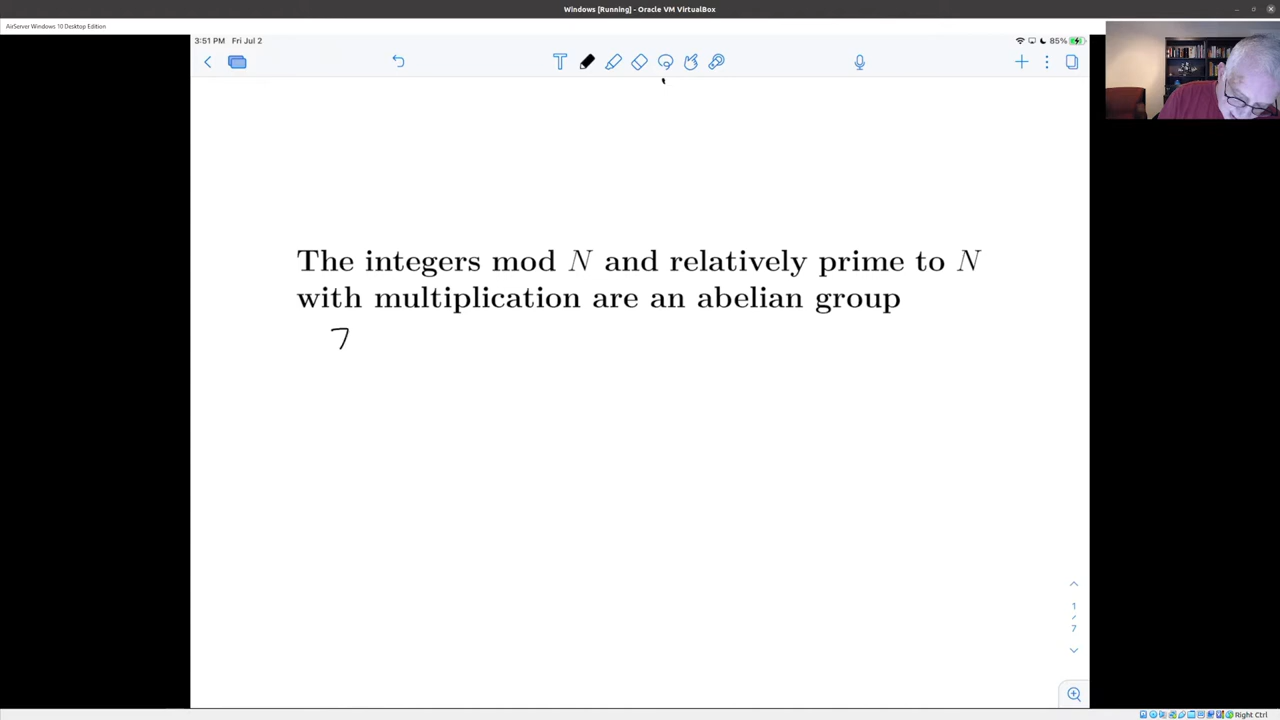 Windows [Running] - Oracle VM VirtualBox
AirServer Windows 10 Desktop Edition
3:51 PM Fri Jul 2
85%
T
The integers mod N and relatively prime to N
with multiplication are an abelian group
7
1
/
7
Right Ctrl